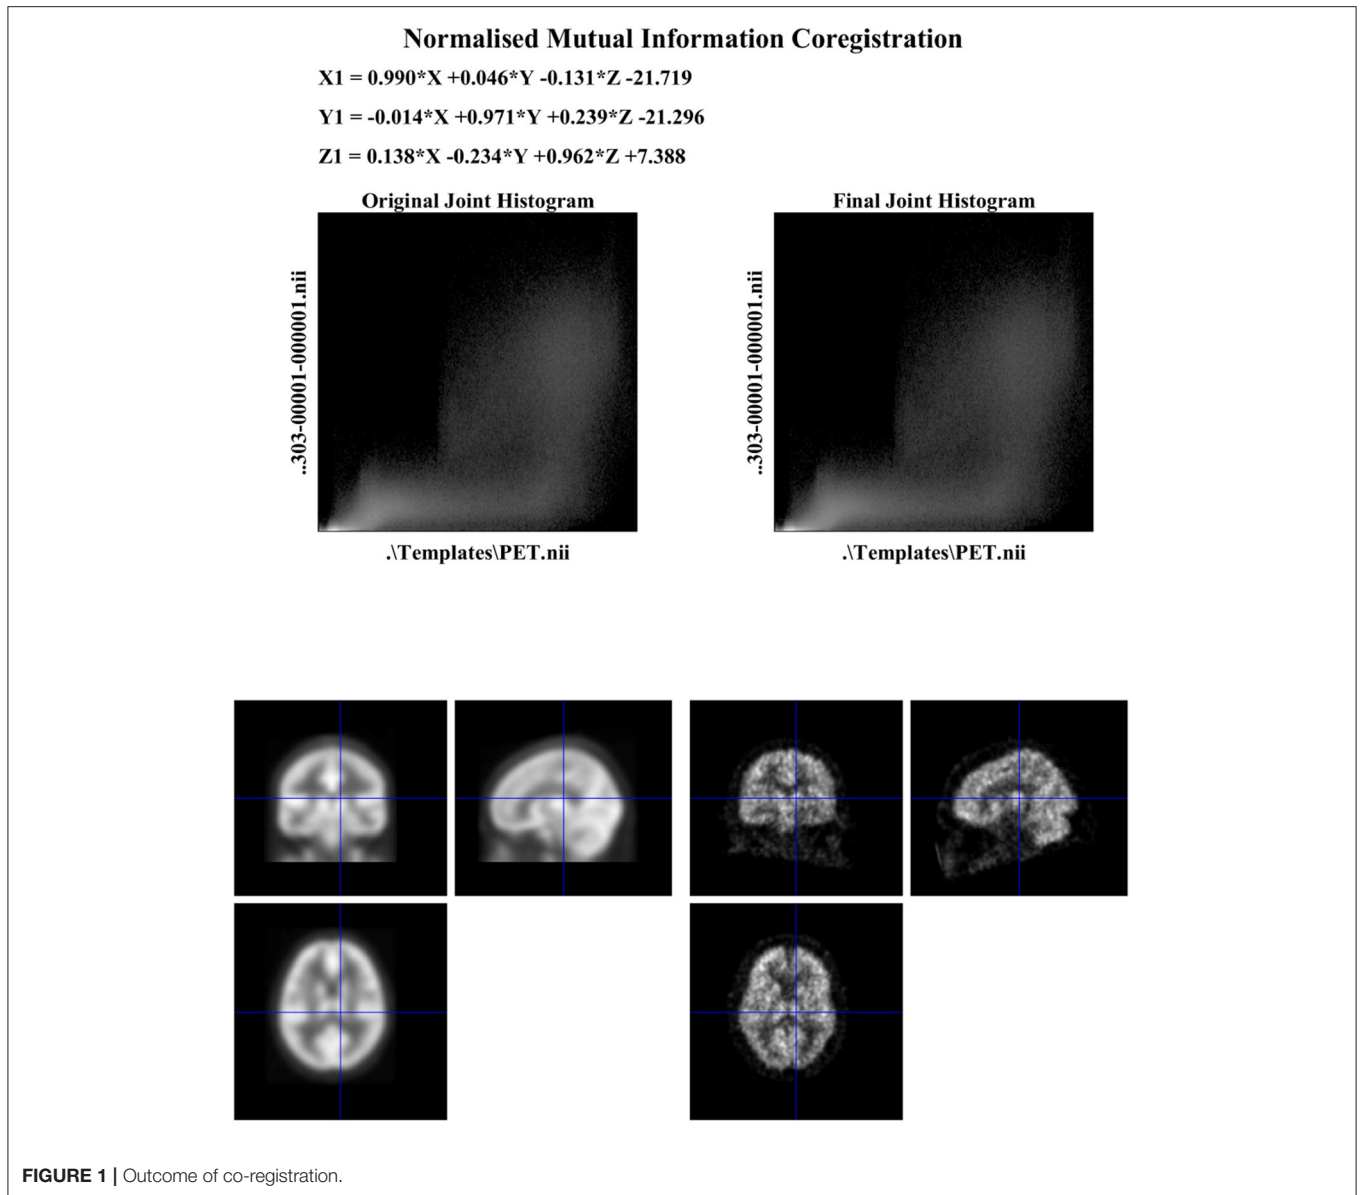 Normalised Mutual Information Coregistration
X1 = 0.990*X +0.046*Y -0.131*Z -21.719
Y1 = -0.014*X +0.971*Y +0.239*Z -21.296
Z1 = 0.138*X -0.234*Y +0.962*Z +7.388
Original Joint Histogram
..303-00001-000001.nii
.\Templates\PET.nii
Final Joint Histogram
..303-00001-000001.nii
.\Templates\PET.nii
FIGURE 1 | Outcome of co-registration.